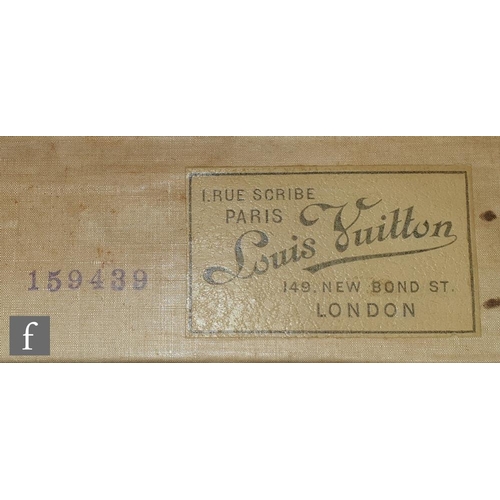 1. RUE SCRIBE
PARIS
Louis Vuitton
149. NEW BOND ST.
LONDON
159439
f